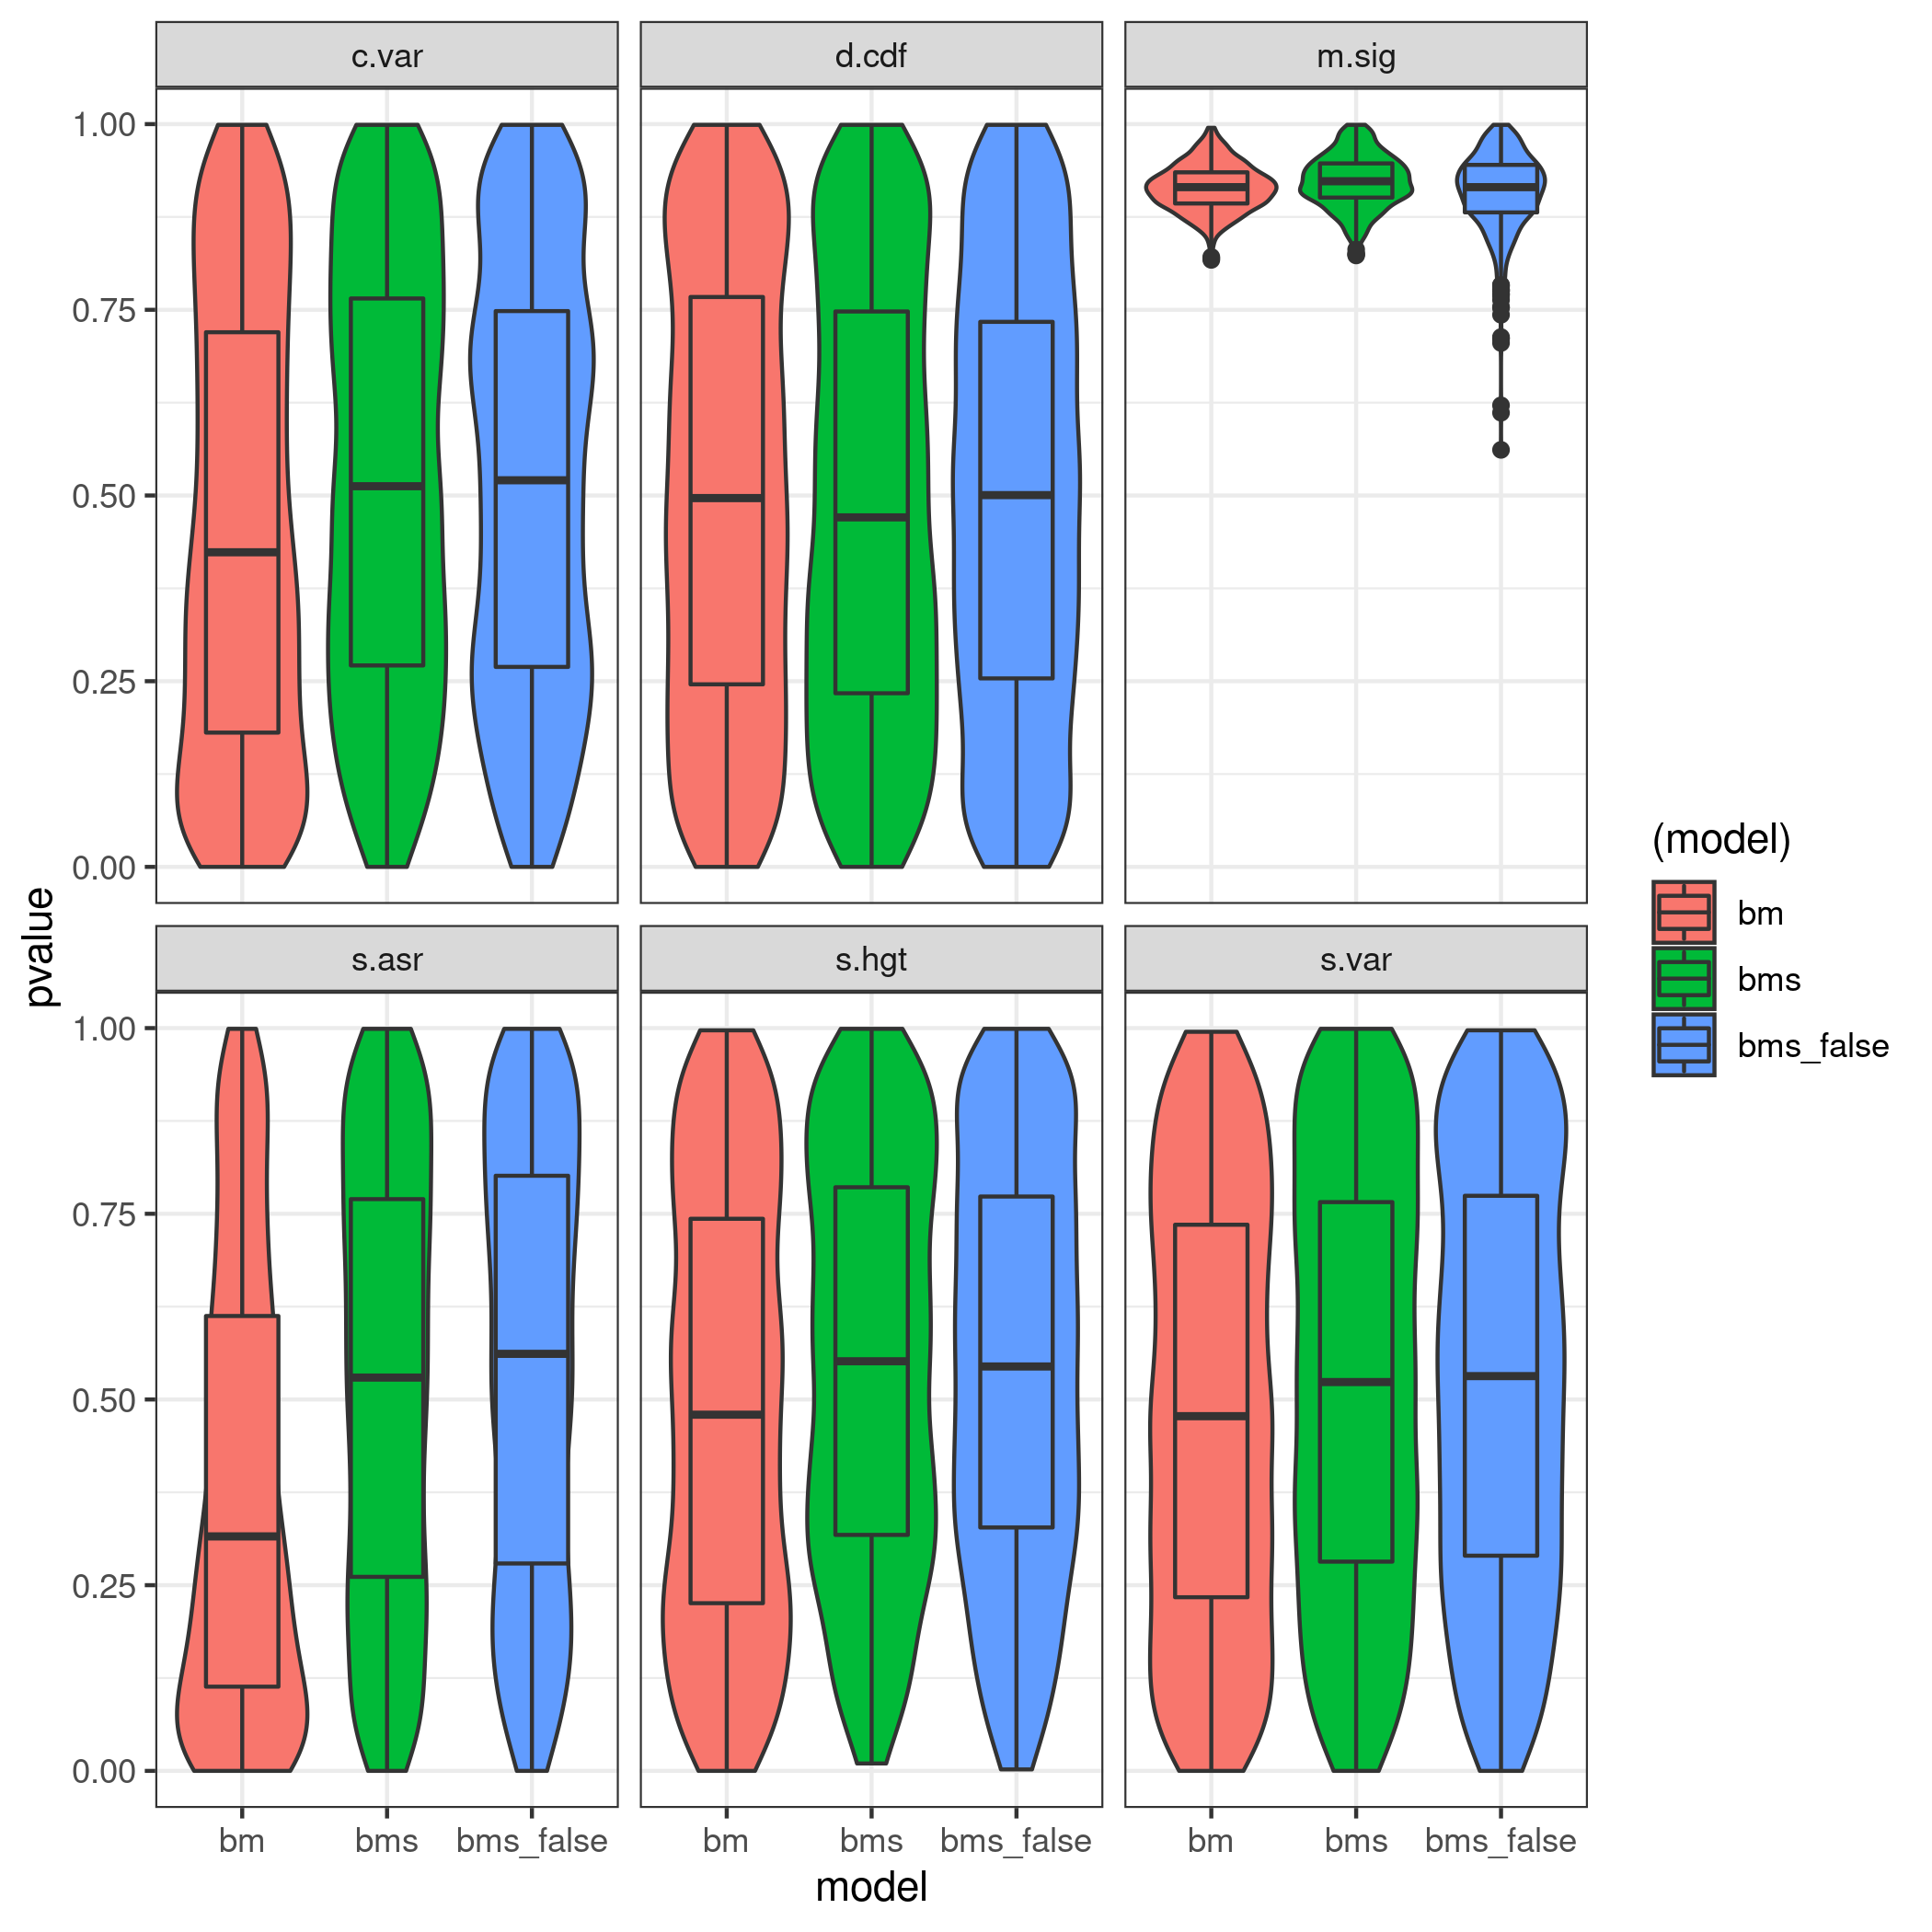 c.var d.cdf m.sig
1.00
0.75
0.50
0.25
0.00
pvalue
s.asr s.hgt s.var
1.00
0.75
0.50
0.25
0.00
bm bms bms_false bm bms bms_false bm bms bms_false
model
(model)
bm
bms
bms_false